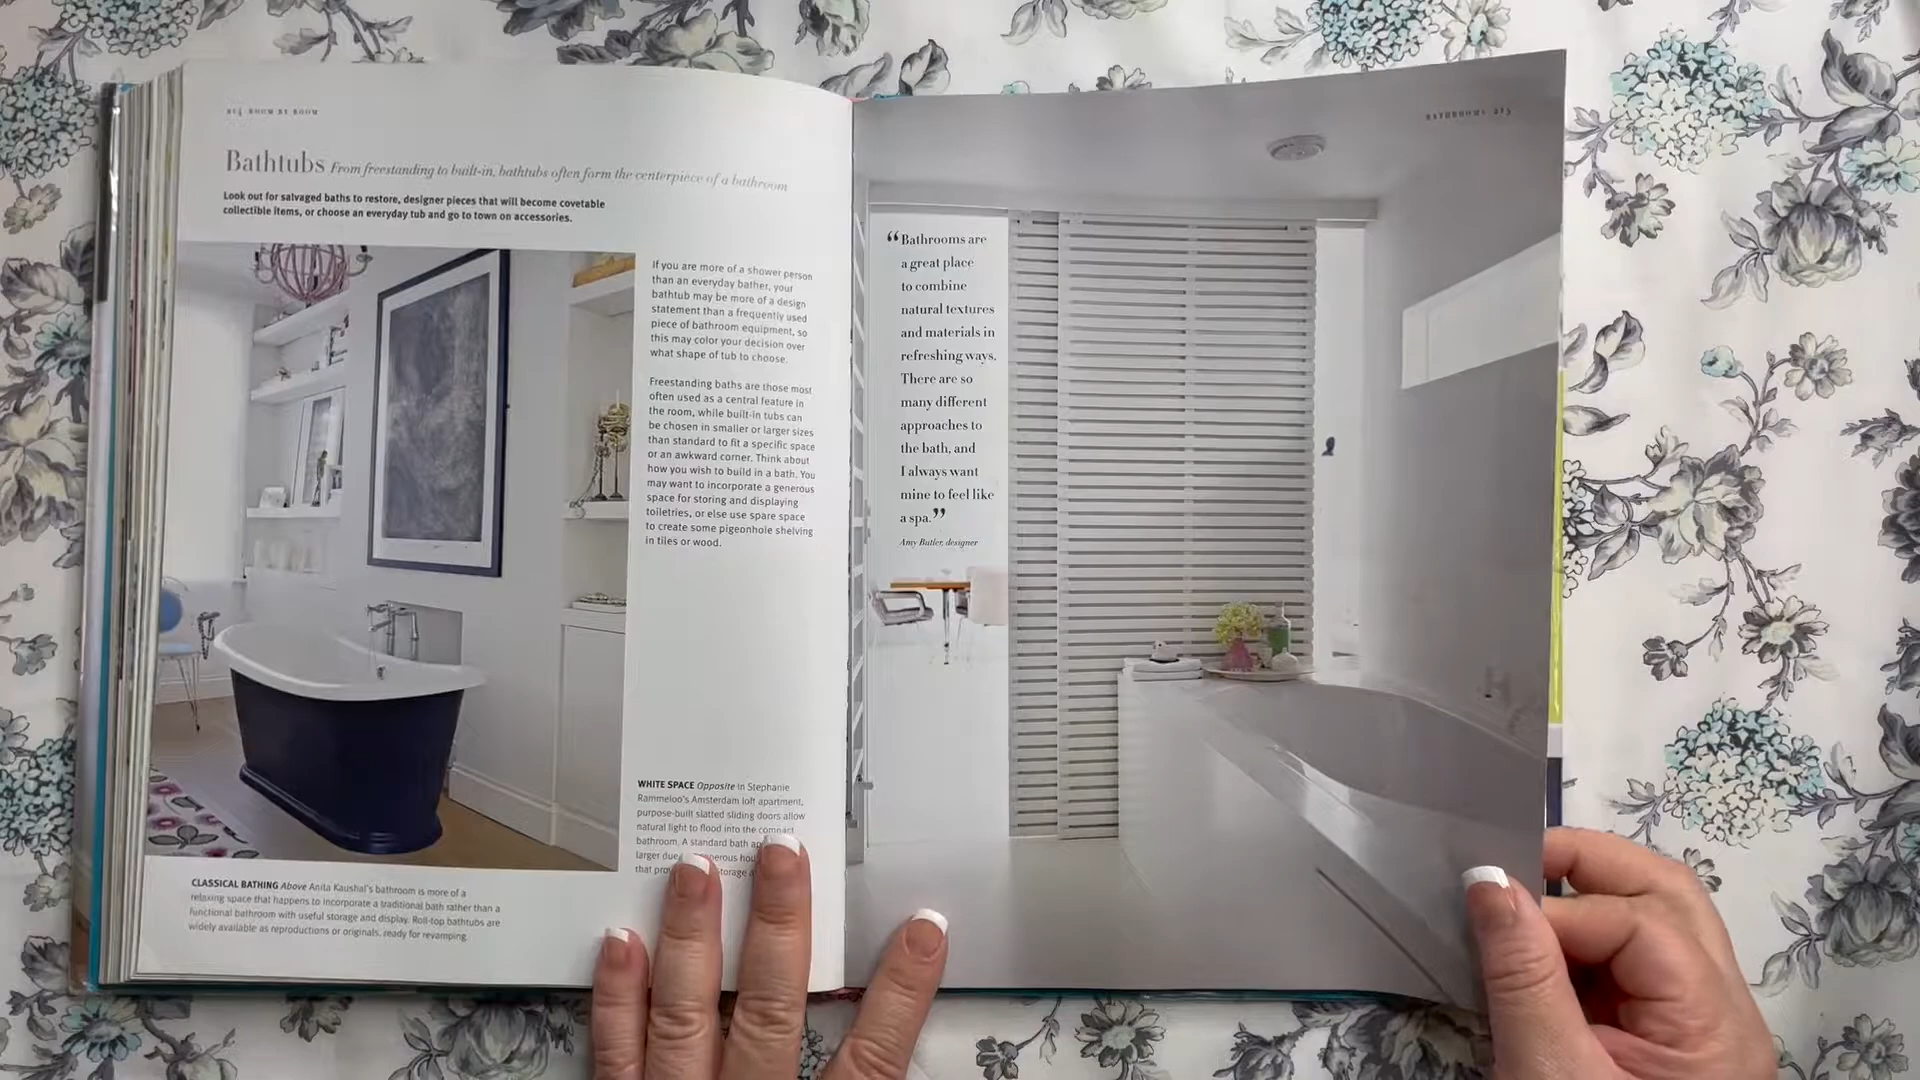 214 ROOM BY ROOM
Bathtubs From freestanding to built-in, bathtubs often form the centerpiece of a bathroom
Look out for salvaged baths to restore, designer pieces that will become covetable
collectible items, or choose an everyday tub and go to town on accessories.
If you are more of a shower person
than an everyday bather, your
bathtub may be more of a design
statement than a frequently used
piece of bathroom equipment, so
this may color your decision over
what shape of tub to choose.
Freestanding baths are those most
often used as a central feature in
the room, while built-in tubs can
be chosen in smaller or larger sizes
than standard to fit a specific space
or an awkward corner. Think about
how you wish to build in a bath. You
may want to incorporate a generous
space for storing and displaying
toiletries, or else use spare space
to create some pigeonhole shelving
in tiles or wood.
WHITE SPACE Opposite In Stephanie
Rammeloo's Amsterdam loft apartment,
purpose-built slatted sliding doors allow
natural light to flood into the compact
bathroom. A standard bath
larger
that
CLASSICAL BATHING Above Anita Kaushal's bathroom is more of a
relaxing space that happens to incorporate a traditional bath rather than a
functional bathroom with useful storage and display. Roll-top bathtubs are
widely available as reproductions or originals, ready for revamping.
BATHROOMS 215
“Bathrooms are
a great place
to combine
natural textures
and materials in
refreshing ways.
There are so
many different
approaches to
the bath, and
I always want
mine to feel like
a spa.”
Amy Butler, designer